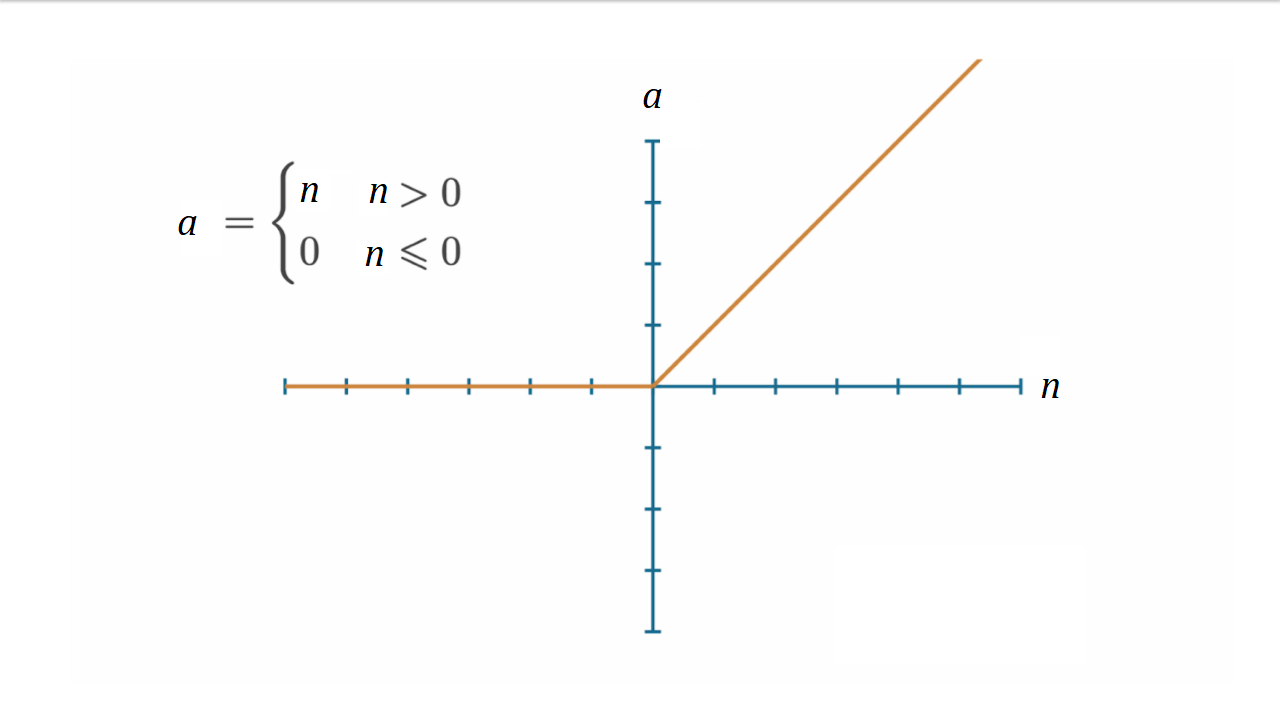 a
n n > 0
a = {
0 n ⩽ 0
n